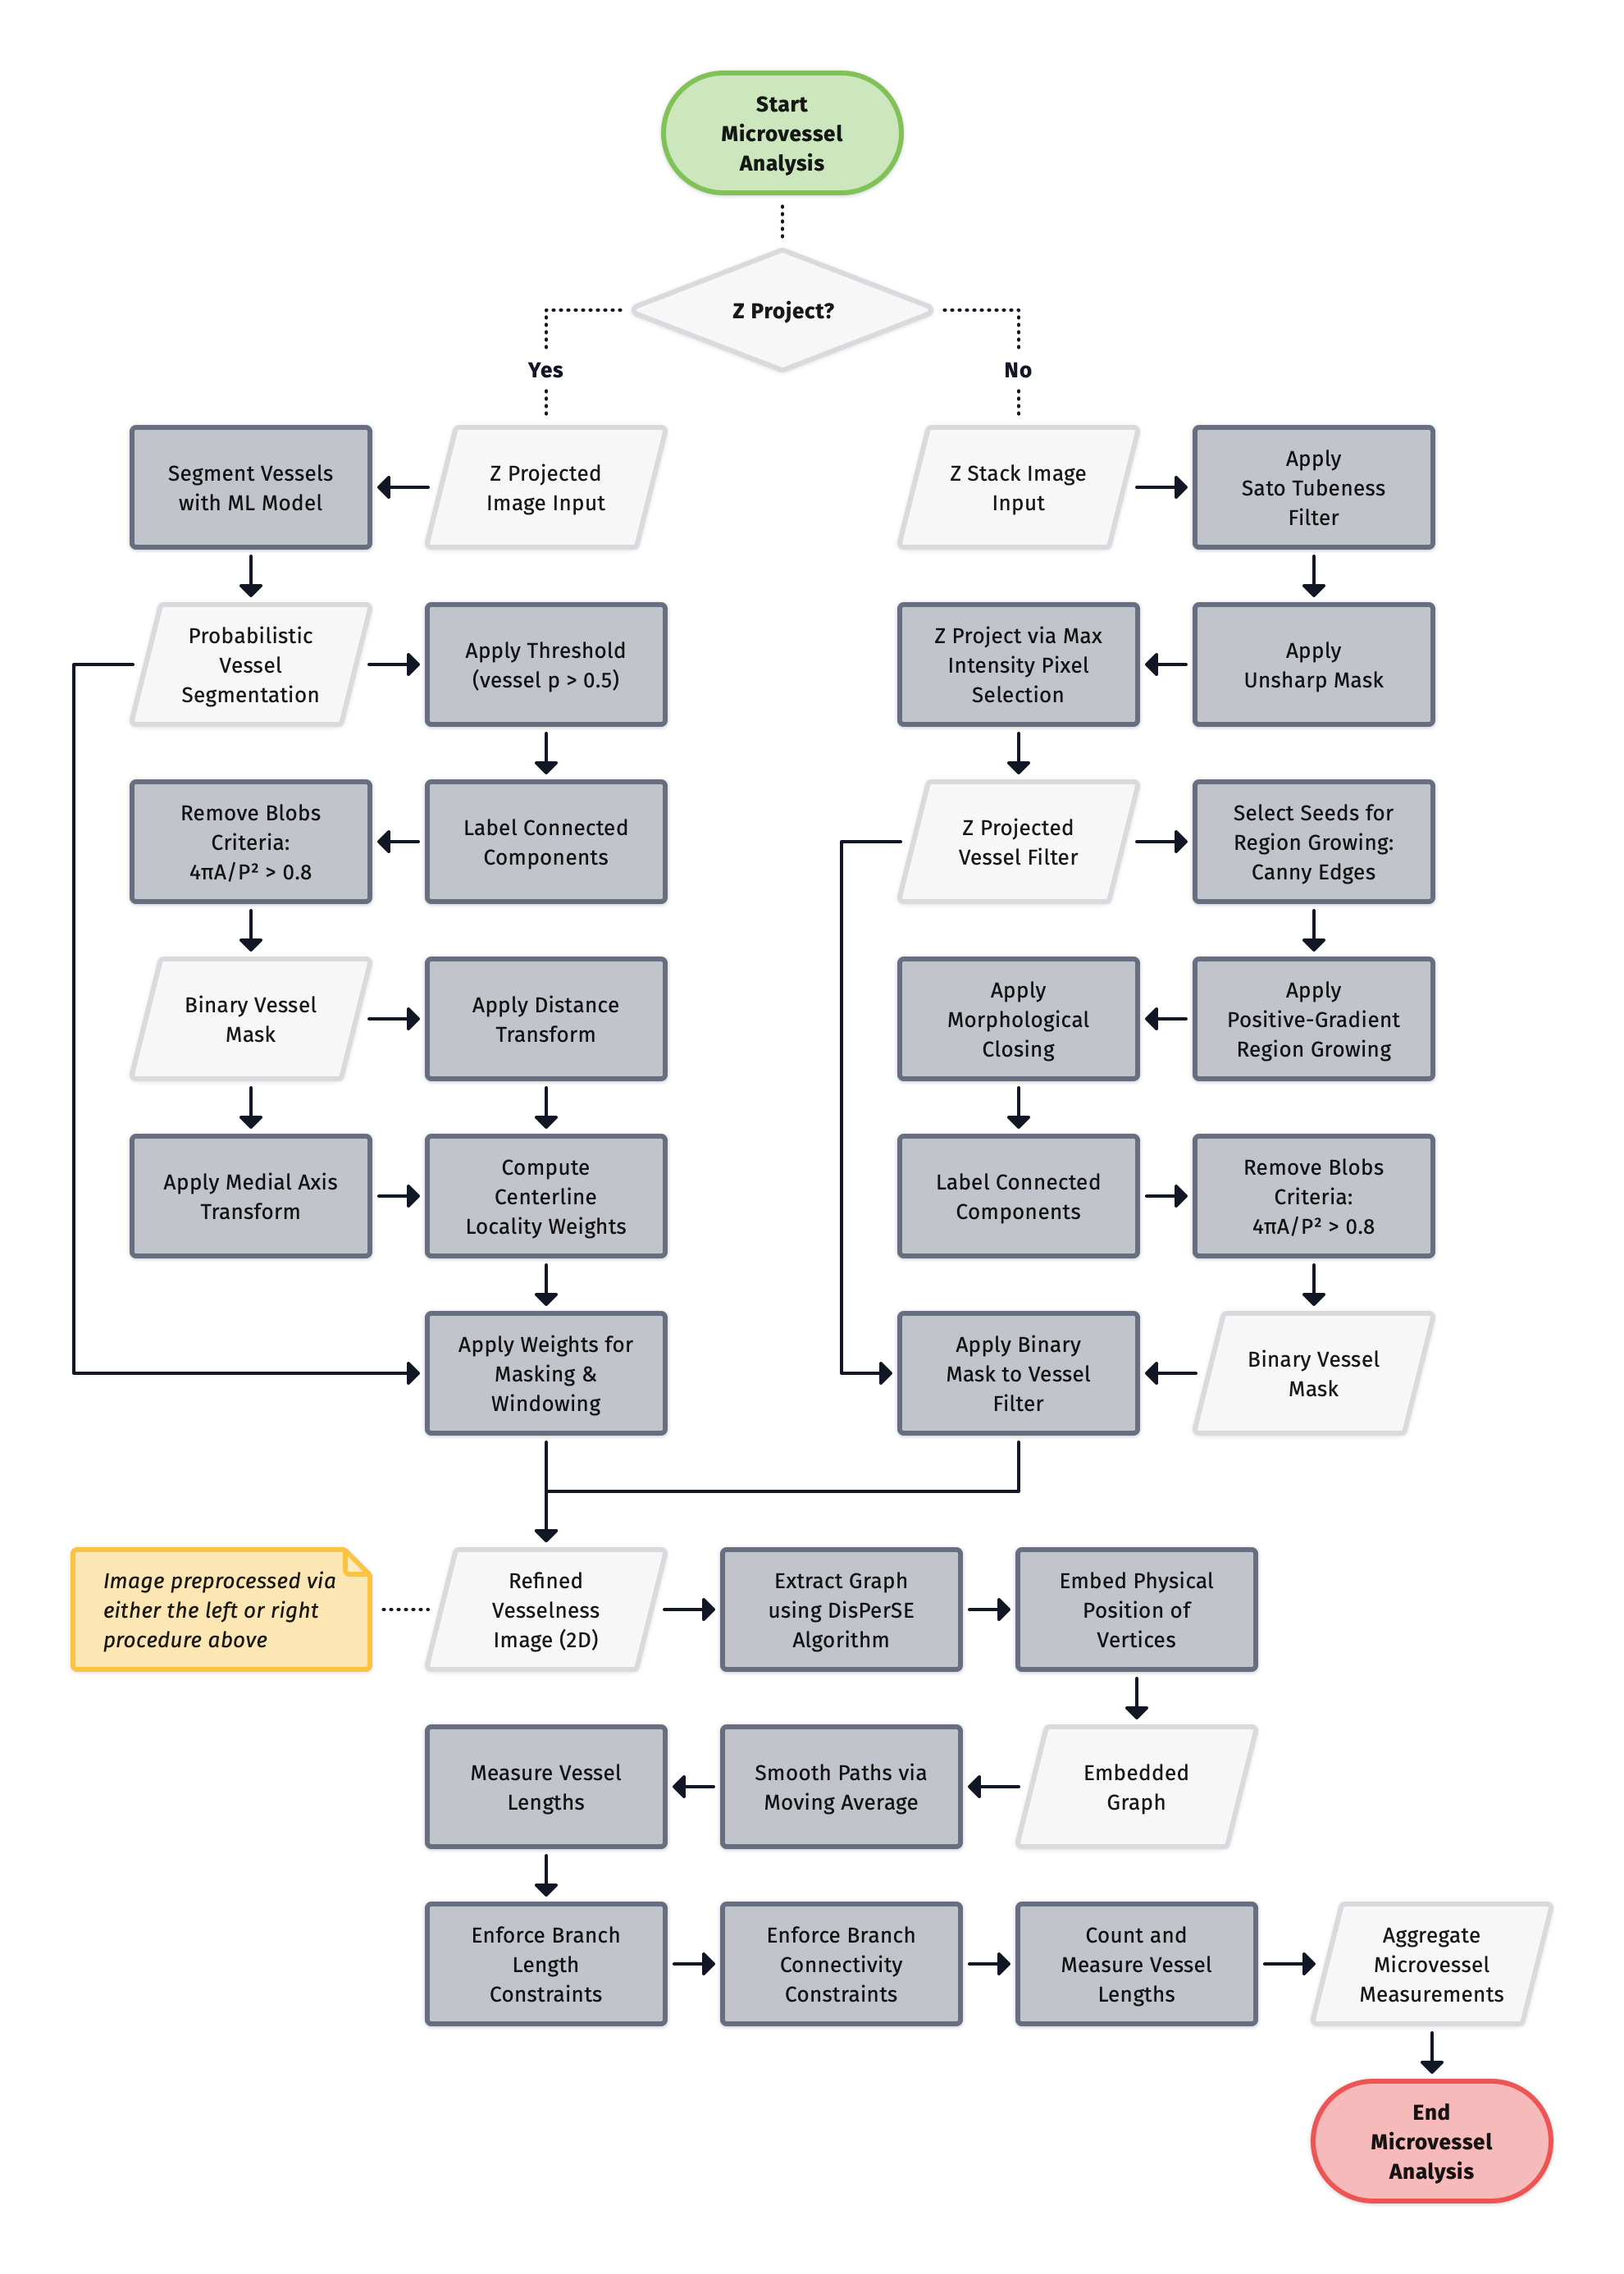 Start
Microvessel
Analysis
Z Project?
Yes
No
Segment Vessels
with ML Model
Z Projected
Image Input
Z Stack Image
Input
Apply
Sato Tubeness
Filter
Probabilistic
Vessel
Segmentation
Apply Threshold
(vessel p > 0.5)
Z Project via Max
Intensity Pixel
Selection
Apply
Unsharp Mask
Remove Blobs
Criteria:
4πA/P² > 0.8
Label Connected
Components
Z Projected
Vessel Filter
Select Seeds for
Region Growing:
Canny Edges
Binary Vessel
Mask
Apply Distance
Transform
Apply
Morphological
Closing
Apply
Positive-Gradient
Region Growing
Apply Medial Axis
Transform
Compute
Centerline
Locality Weights
Label Connected
Components
Remove Blobs
Criteria:
4πA/P² > 0.8
Apply Weights for
Masking &
Windowing
Apply Binary
Mask to Vessel
Filter
Binary Vessel
Mask
Image preprocessed via
either the left or right
procedure above
Refined
Vesselness
Image (2D)
Extract Graph
using DisPerSE
Algorithm
Embed Physical
Position of
Vertices
Measure Vessel
Lengths
Smooth Paths via
Moving Average
Embedded
Graph
Enforce Branch
Length
Constraints
Enforce Branch
Connectivity
Constraints
Count and
Measure Vessel
Lengths
Aggregate
Microvessel
Measurements
End
Microvessel
Analysis